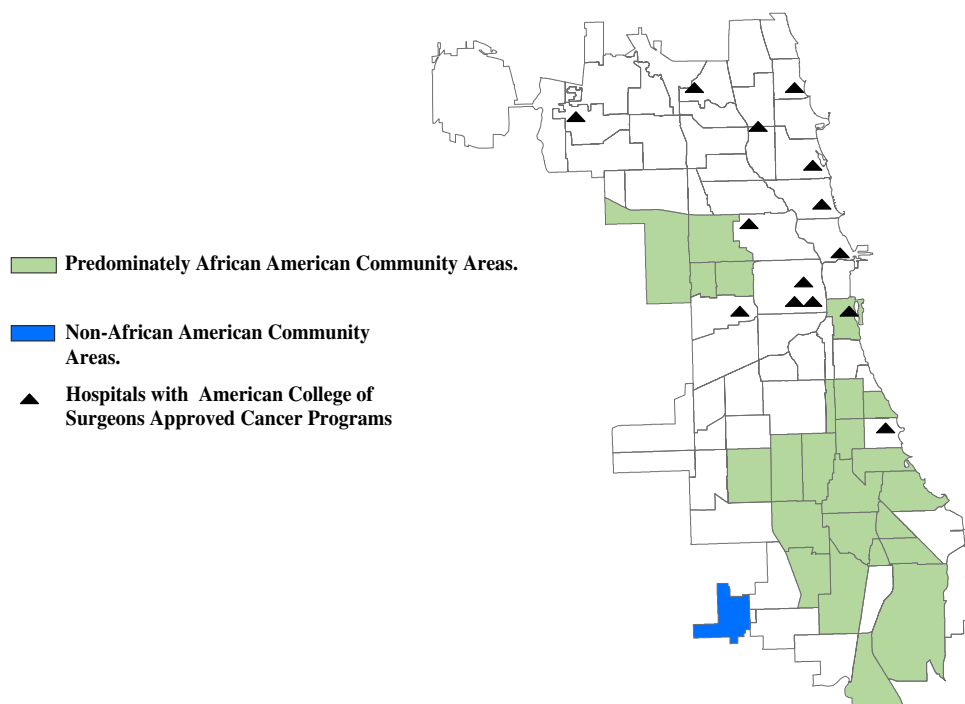 Predominately African American Community Areas.
Non-African American Community
Areas.
Hospitals with American College of
Surgeons Approved Cancer Programs